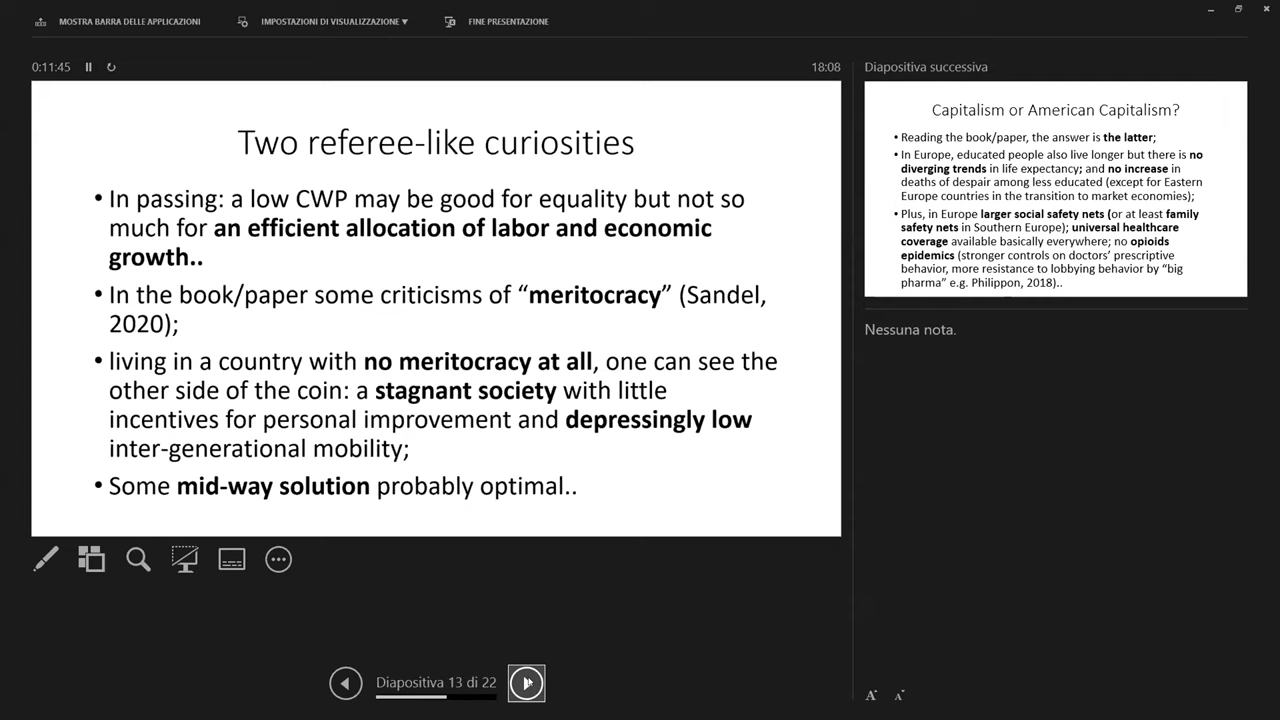 MOSTRA BARRA DELLE APPLICAZIONI
IMPOSTAZIONI DI VISUALIZZAZIONE ▼
FINE PRESENTAZIONE
0:11:45
18:08
Two referee-like curiosities
• In passing: a low CWP may be good for equality but not so
much for an efficient allocation of labor and economic
growth..
• In the book/paper some criticisms of “meritocracy” (Sandel,
2020);
• living in a country with no meritocracy at all, one can see the
other side of the coin: a stagnant society with little
incentives for personal improvement and depressingly low
inter-generational mobility;
• Some mid-way solution probably optimal..
Diapositiva 13 di 22
Diapositiva successiva
Capitalism or American Capitalism?
• Reading the book/paper, the answer is the latter;
• In Europe, educated people also live longer but there is no
diverging trends in life expectancy; and no increase in
deaths of despair among less educated (except for Eastern
Europe countries in the transition to market economies);
• Plus, in Europe larger social safety nets (or at least family
safety nets in Southern Europe); universal healthcare
coverage available basically everywhere; no opioids
epidemics (stronger controls on doctors’ prescriptive
behavior, more resistance to lobbying behavior by “big
pharma” e.g. Philippon, 2018)..
Nessuna nota.
A A